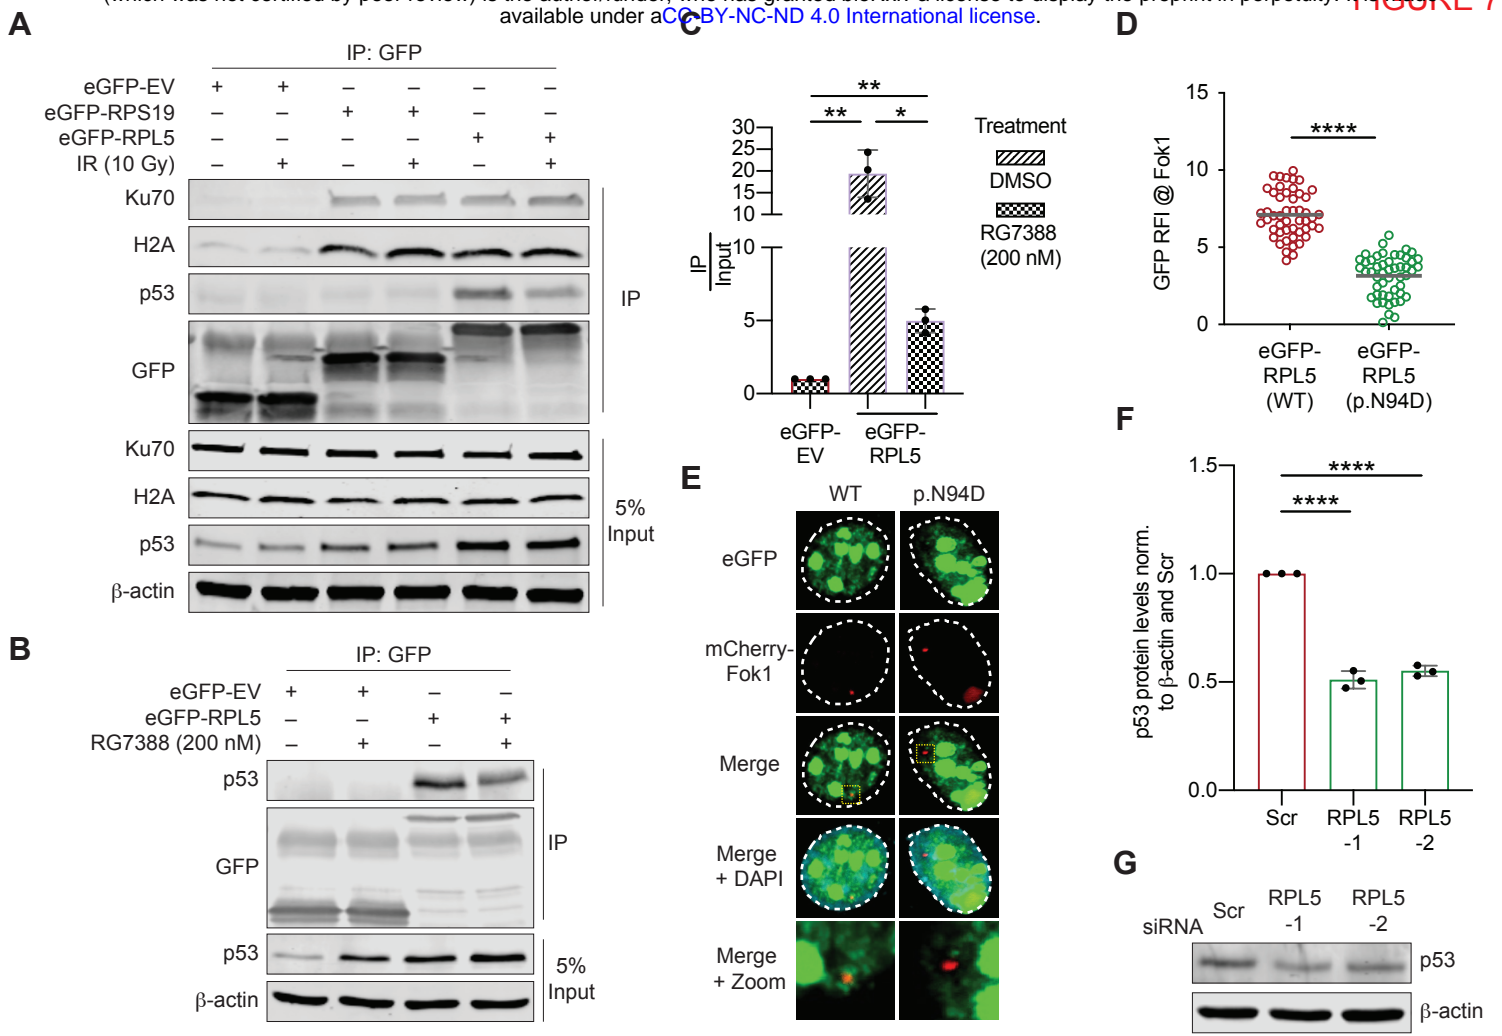 available under aCC-BY-NC-ND 4.0 International license.
A
IP: GFP
eGFP-EV + + – – – –
eGFP-RPS19 – – + + – –
eGFP-RPL5 – – – – + +
IR (10 Gy) – + – + – +
Ku70
H2A
p53
GFP
IP
Ku70
H2A
p53
β-actin
5%
Input
B
IP: GFP
eGFP-EV + + – –
eGFP-RPL5 – – + +
RG7388 (200 nM) – + – +
p53
GFP
IP
p53
β-actin
5%
Input
C
**
** *
30
25
20
15
10
10
5
0
IP
Input
eGFP-
EV
eGFP-
RPL5
Treatment
DMSO
RG7388
(200 nM)
D
15
10
5
0
GFP RFI @ Fok1
****
eGFP-
RPL5
(WT)
eGFP-
RPL5
(p.N94D)
E
WT p.N94D
eGFP
mCherry-
Fok1
Merge
Merge
+ DAPI
Merge
+ Zoom
F
1.5
1.0
0.5
0.0
p53 protein levels norm.
to β-actin and Scr
****
****
Scr
RPL5
-1
RPL5
-2
G
siRNA
Scr
RPL5
-1
RPL5
-2
p53
β-actin